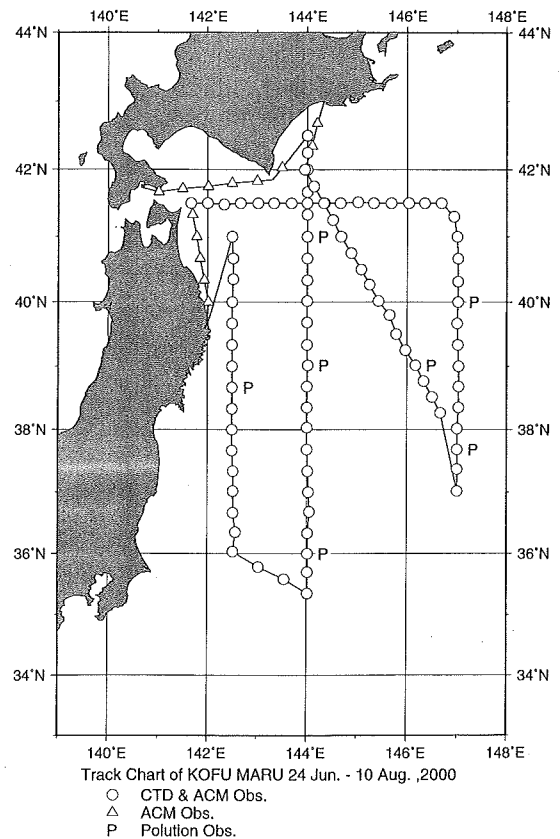 140°E 142°E 144°E 146°E 148°E
44°N 44°N
42°N 42°N
P
40°N P 40°N
P P
P
38°N 38°N
P
36°N P 36°N
34°N 34°N
140°E 142°E 144°E 146°E 148°E
Track Chart of KOFU MARU 24 Jun. - 10 Aug. ,2000
CTD & ACM Obs.
ACM Obs.
P Polution Obs.